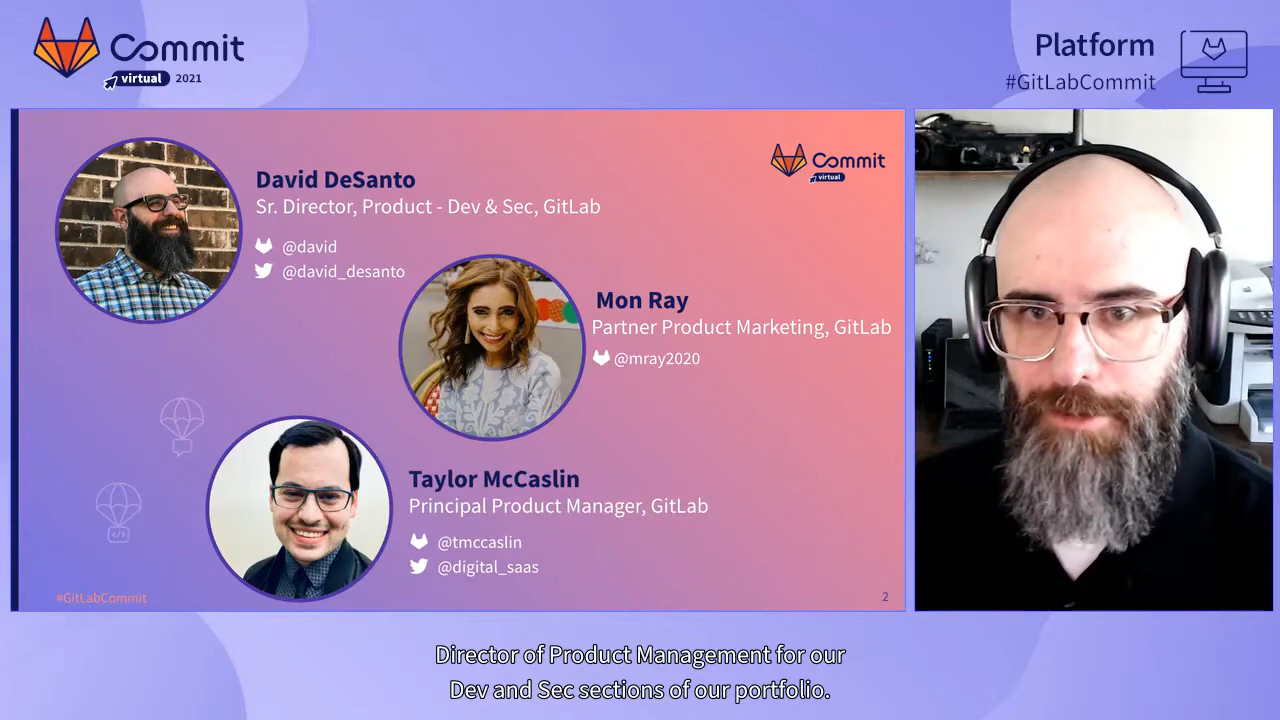 Commit
virtual 2021
Platform
#GitLabCommit
Commit
virtual
David DeSanto
Sr. Director, Product - Dev & Sec, GitLab
@david
@david_desanto
Mon Ray
Partner Product Marketing, GitLab
@mray2020
Taylor McCaslin
Principal Product Manager, GitLab
@tmccaslin
@digital_saas
</>
#GitLabCommit
2
Director of Product Management for our
Dev and Sec sections of our portfolio.